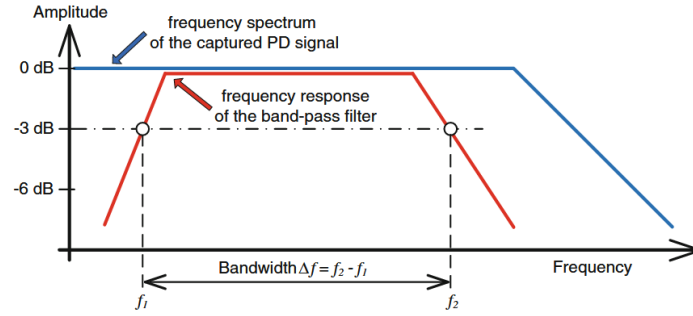 Amplitude
frequency spectrum
of the captured PD signal
0 dB
frequency response
of the band-pass filter
-3 dB
-6 dB
Bandwidth Δf = f2 - f1
Frequency
f1
f2